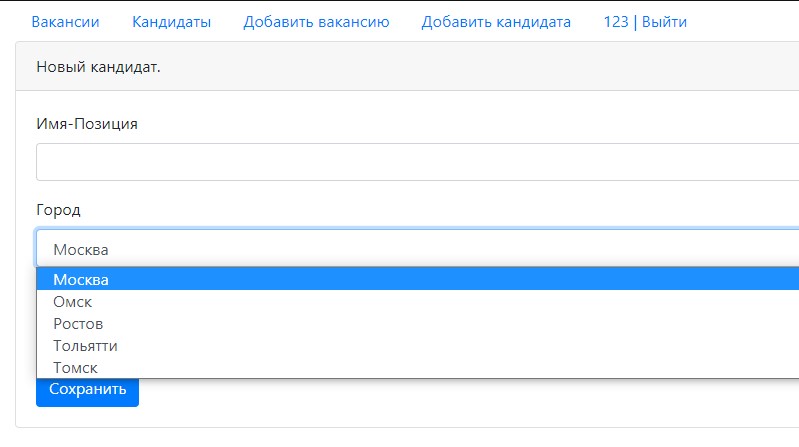 Вакансии Кандидаты Добавить вакансию Добавить кандидата 123 | Выйти
Новый кандидат.
Имя-Позиция
Город
Москва
Москва
Омск
Ростов
Тольятти
Томск
Сохранить